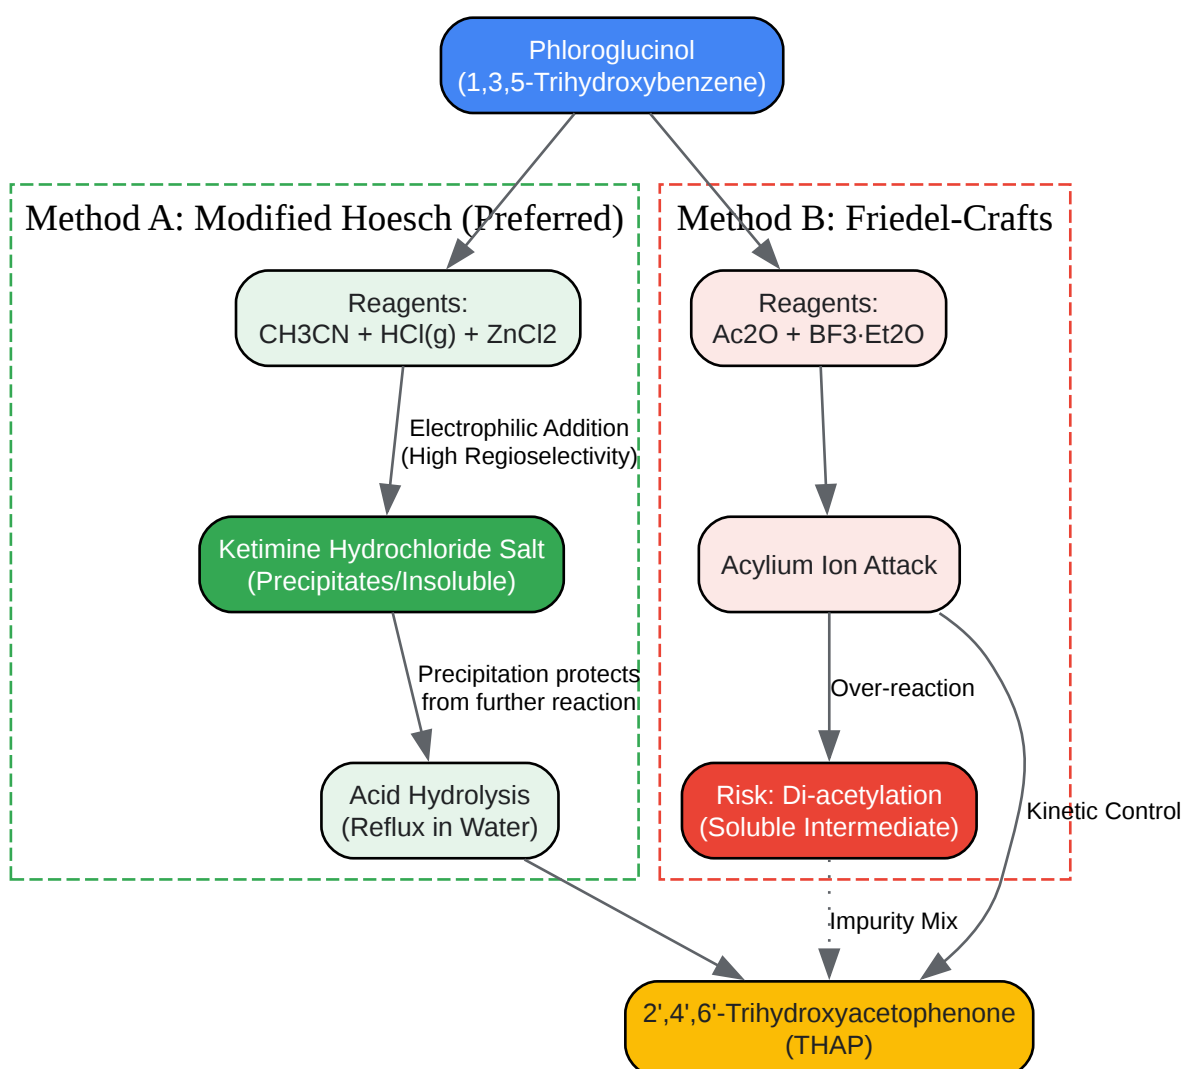 Phloroglucinol
(1,3,5-Trihydroxybenzene)
Method A: Modified Hoesch (Preferred)
Method B: Friedel-Crafts
Reagents:
CH3CN + HCl(g) + ZnCl2
Reagents:
Ac2O + BF3·Et2O
Electrophilic Addition
(High Regioselectivity)
Ketimine Hydrochloride Salt
(Precipitates/Insoluble)
Acylium Ion Attack
Precipitation protects
from further reaction
Over-reaction
Acid Hydrolysis
(Reflux in Water)
Risk: Di-acetylation
(Soluble Intermediate)
Kinetic Control
Impurity Mix
2',4',6'-Trihydroxyacetophenone
(THAP)